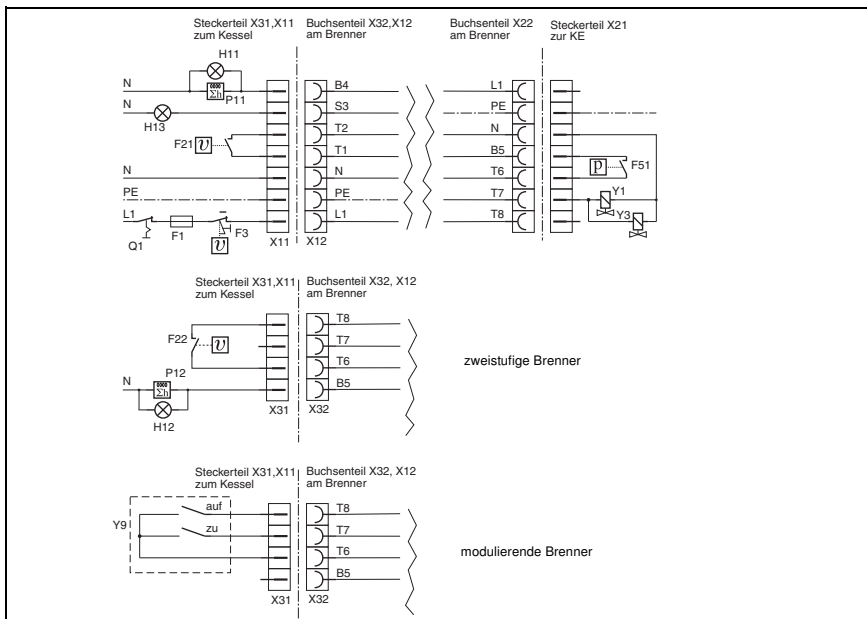 Steckerteil X31,X11
zum Kessel
Buchsenteil X32,X12
am Brenner
Buchsenteil X22
am Brenner
Steckerteil X21
zur KE
H11
N
0000
Σh
P11
B4
L1
N
H13
S3
PE
F21
υ
T2
N
T1
B5
p
F51
N
N
T6
PE
PE
T7
Y1
L1
Q1
F1
F3
υ
L1
T8
Y3
X11
X12
Steckerteil X31,X11
zum Kessel
Buchsenteil X32, X12
am Brenner
T8
F22
υ
T7
zweistufige Brenner
T6
P12
N
0000
Σh
B5
H12
X31
X32
Steckerteil X31,X11
zum Kessel
Buchsenteil X32, X12
am Brenner
auf
T8
Y9
zu
T7
T6
modulierende Brenner
B5
X31
X32